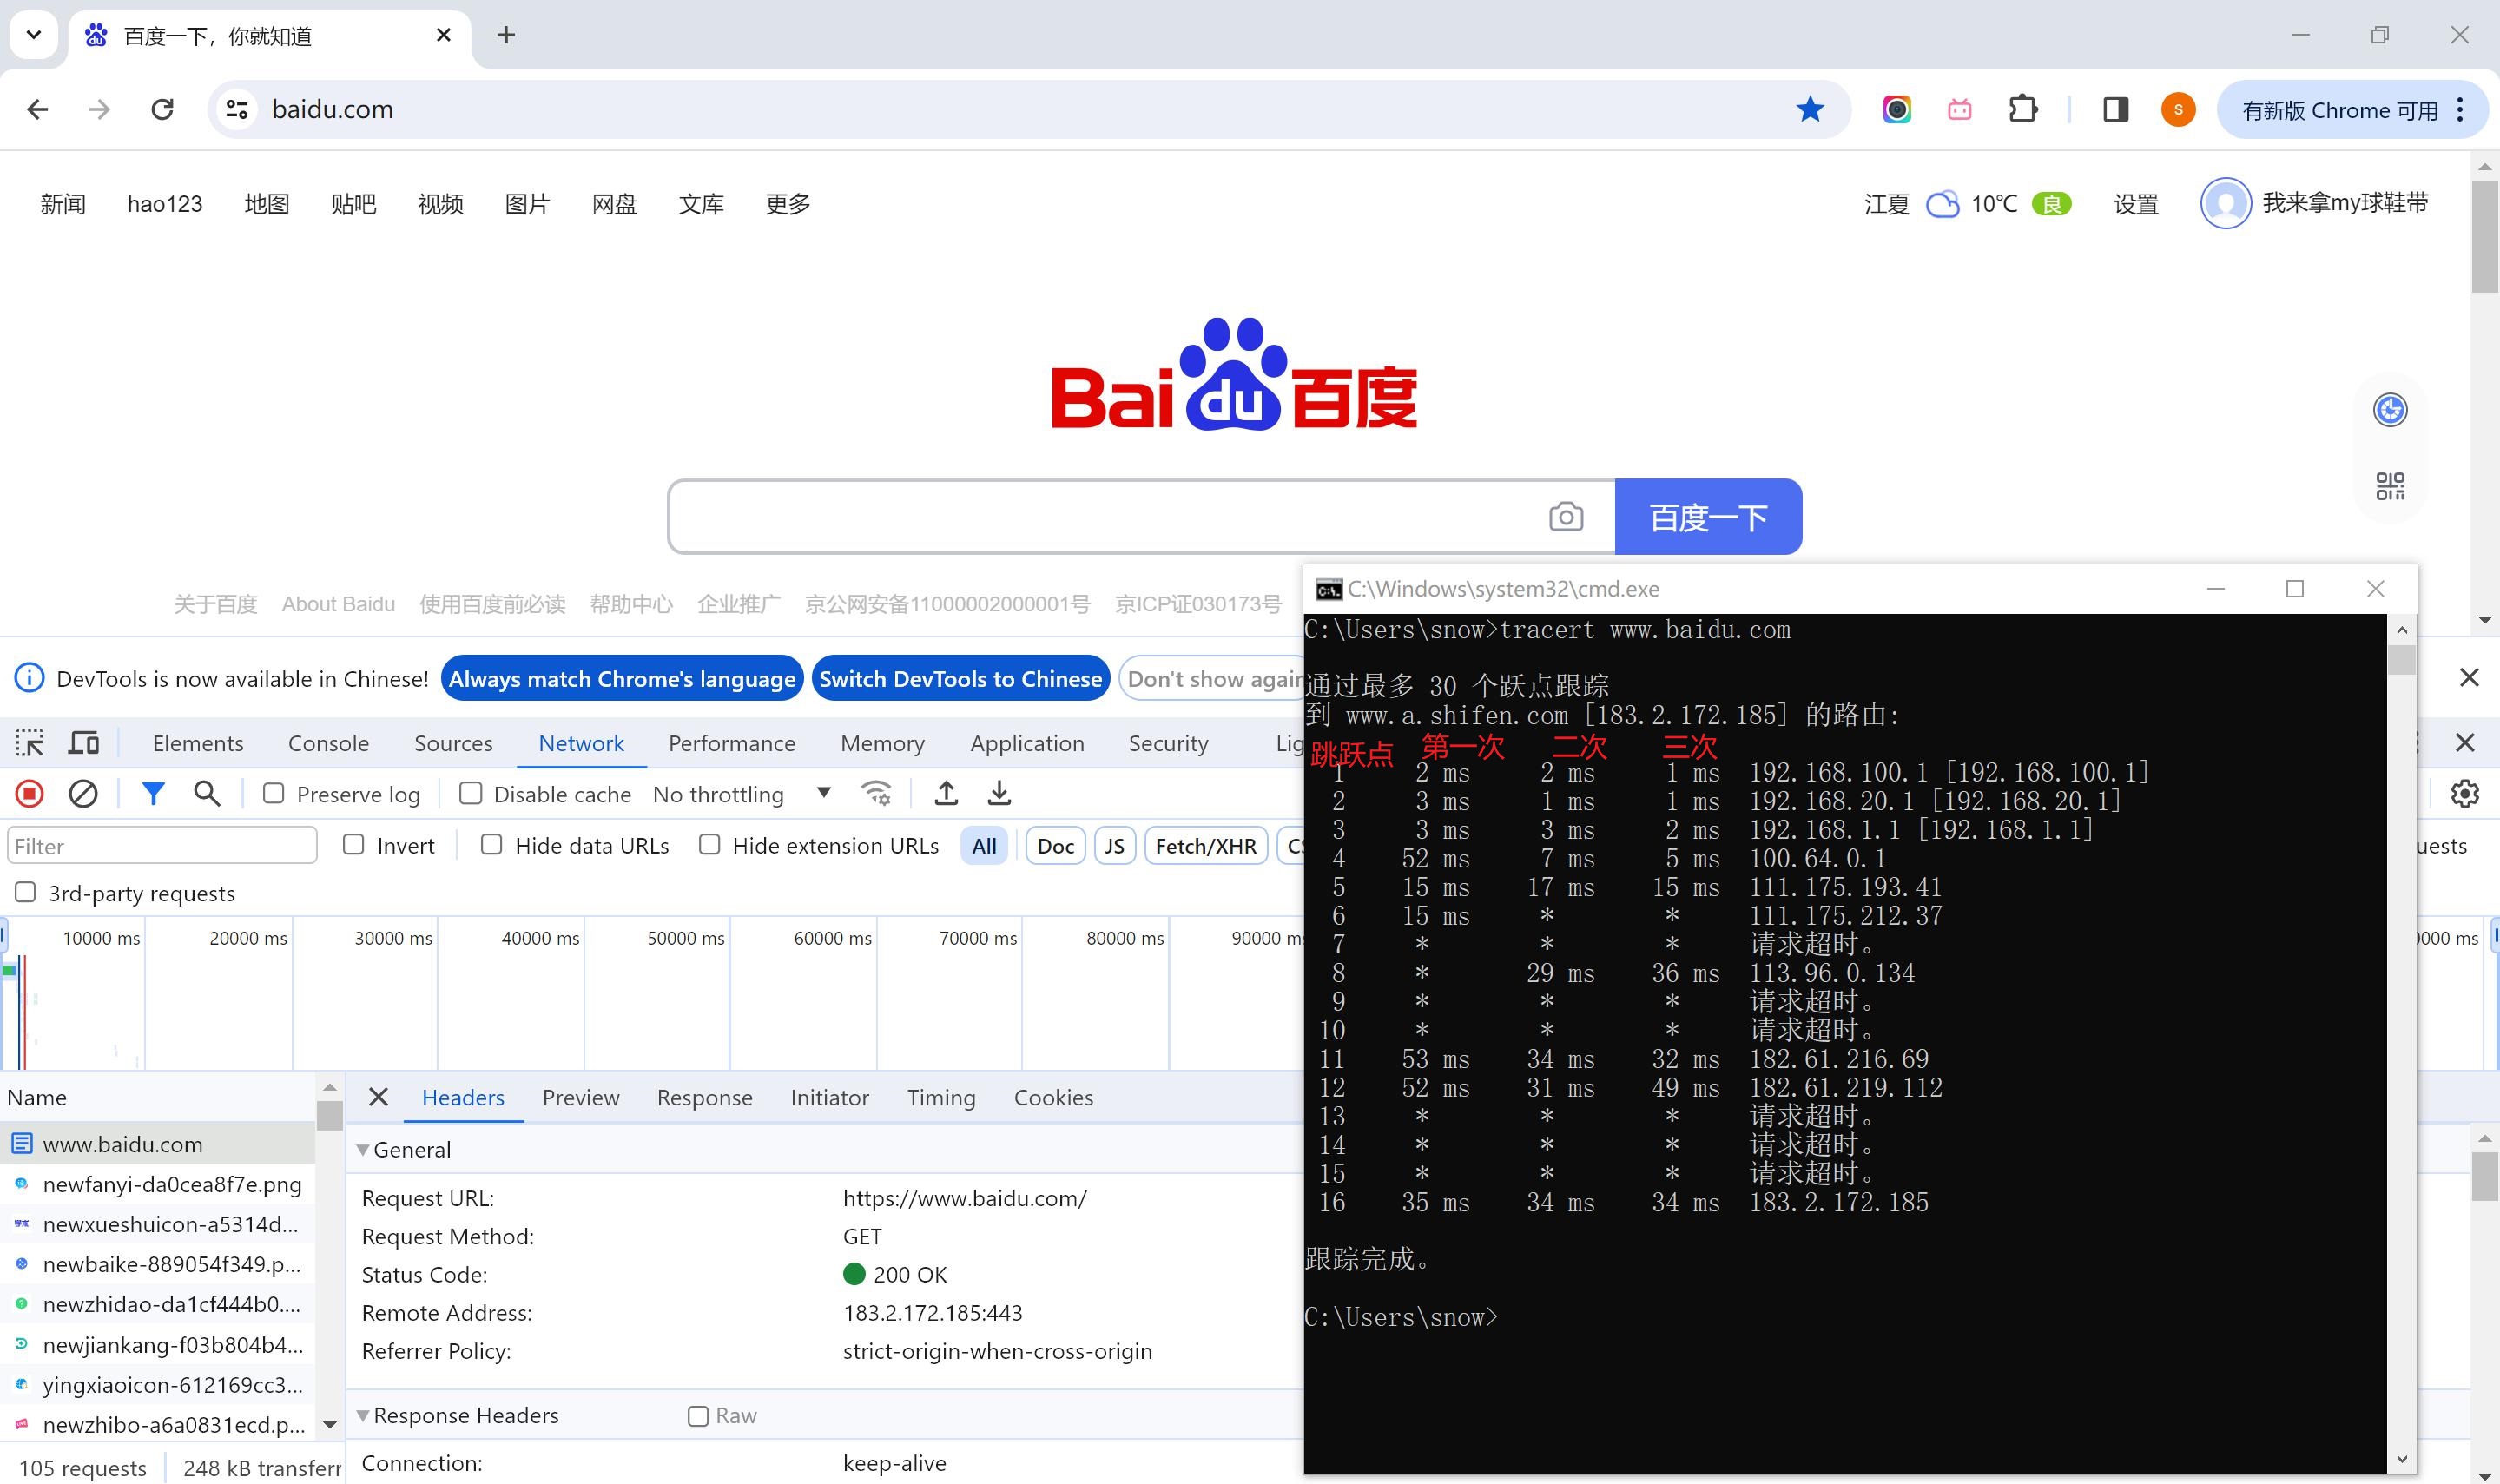 百度一下，你就知道
baidu.com
S
有新版 Chrome 可用
新闻 hao123 地图 贴吧 视频 图片 网盘 文库 更多
江夏 10℃ 良 设置 我来拿my球鞋带
Bai du 百度
百度一下
关于百度 About Baidu 使用百度前必读 帮助中心 企业推广 京公网安备11000002000001号 京ICP证030173号
DevTools is now available in Chinese! Always match Chrome's language Switch DevTools to Chinese Don't show again
Elements Console Sources Network Performance Memory Application Security Lig
Preserve log Disable cache No throttling
Filter Invert Hide data URLs Hide extension URLs All Doc JS Fetch/XHR CS uests
3rd-party requests
10000 ms 20000 ms 30000 ms 40000 ms 50000 ms 60000 ms 70000 ms 80000 ms 90000 ms 0000 ms
Name
www.baidu.com
newfanyi-da0cea8f7e.png
newxueshuicon-a5314d...
newbaike-889054f349.p...
newzhidao-da1cf444b0....
newjiankang-f03b804b4...
yingxiaoicon-612169cc3...
newzhibo-a6a0831ecd.p...
105 requests 248 kB transferr
Headers Preview Response Initiator Timing Cookies
General
Request URL: https://www.baidu.com/
Request Method: GET
Status Code: 200 OK
Remote Address: 183.2.172.185:443
Referrer Policy: strict-origin-when-cross-origin
Response Headers Raw
Connection: keep-alive
C:\Windows\system32\cmd.exe
C:\Users\snow>tracert www.baidu.com
通过最多 30 个跃点跟踪
到 www.a.shifen.com [183.2.172.185] 的路由:
跳跃点 第一次 二次 三次
1 2 ms 2 ms 1 ms 192.168.100.1 [192.168.100.1]
2 3 ms 1 ms 1 ms 192.168.20.1 [192.168.20.1]
3 3 ms 3 ms 2 ms 192.168.1.1 [192.168.1.1]
4 52 ms 7 ms 5 ms 100.64.0.1
5 15 ms 17 ms 15 ms 111.175.193.41
6 15 ms * * 111.175.212.37
7 * * * 请求超时。
8 * 29 ms 36 ms 113.96.0.134
9 * * * 请求超时。
10 * * * 请求超时。
11 53 ms 34 ms 32 ms 182.61.216.69
12 52 ms 31 ms 49 ms 182.61.219.112
13 * * * 请求超时。
14 * * * 请求超时。
15 * * * 请求超时。
16 35 ms 34 ms 34 ms 183.2.172.185
跟踪完成。
C:\Users\snow>